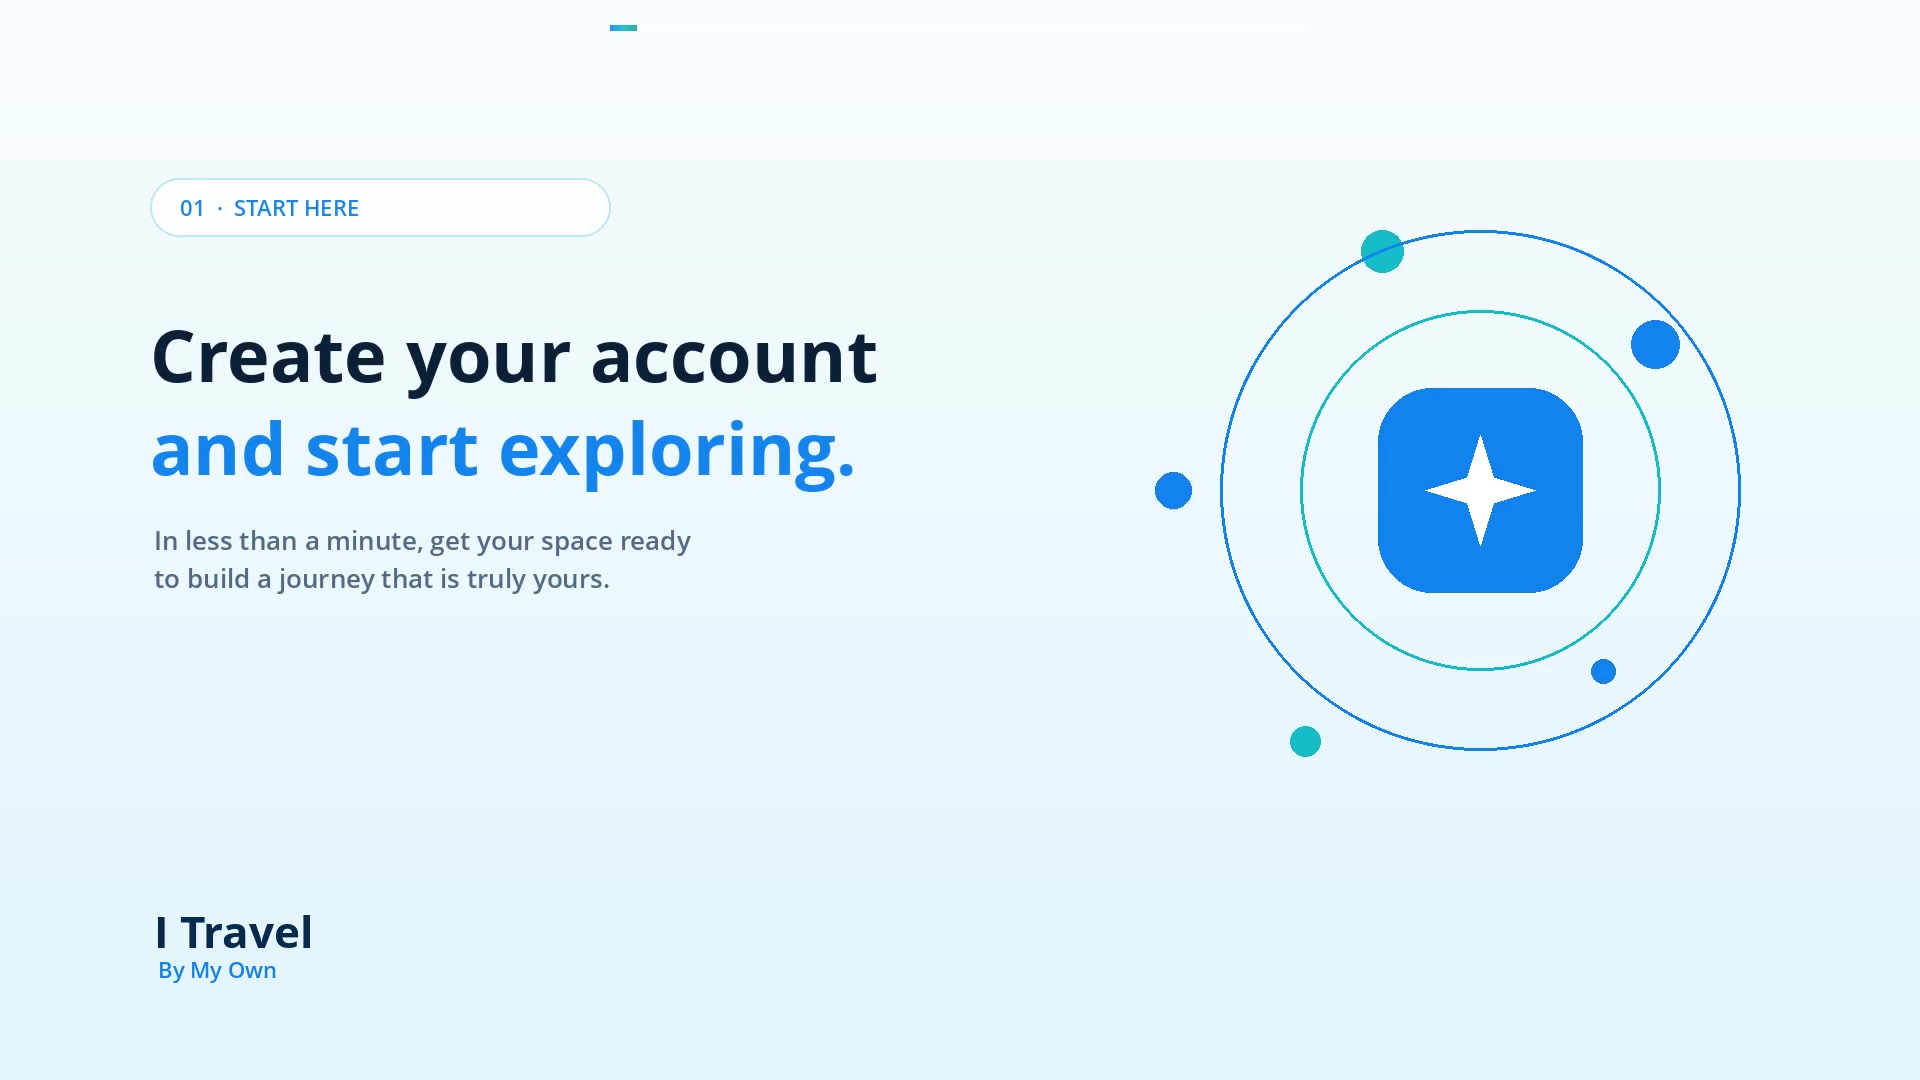 01 · START HERE
Create your account
and start exploring.
In less than a minute, get your space ready
to build a journey that is truly yours.
I Travel
By My Own